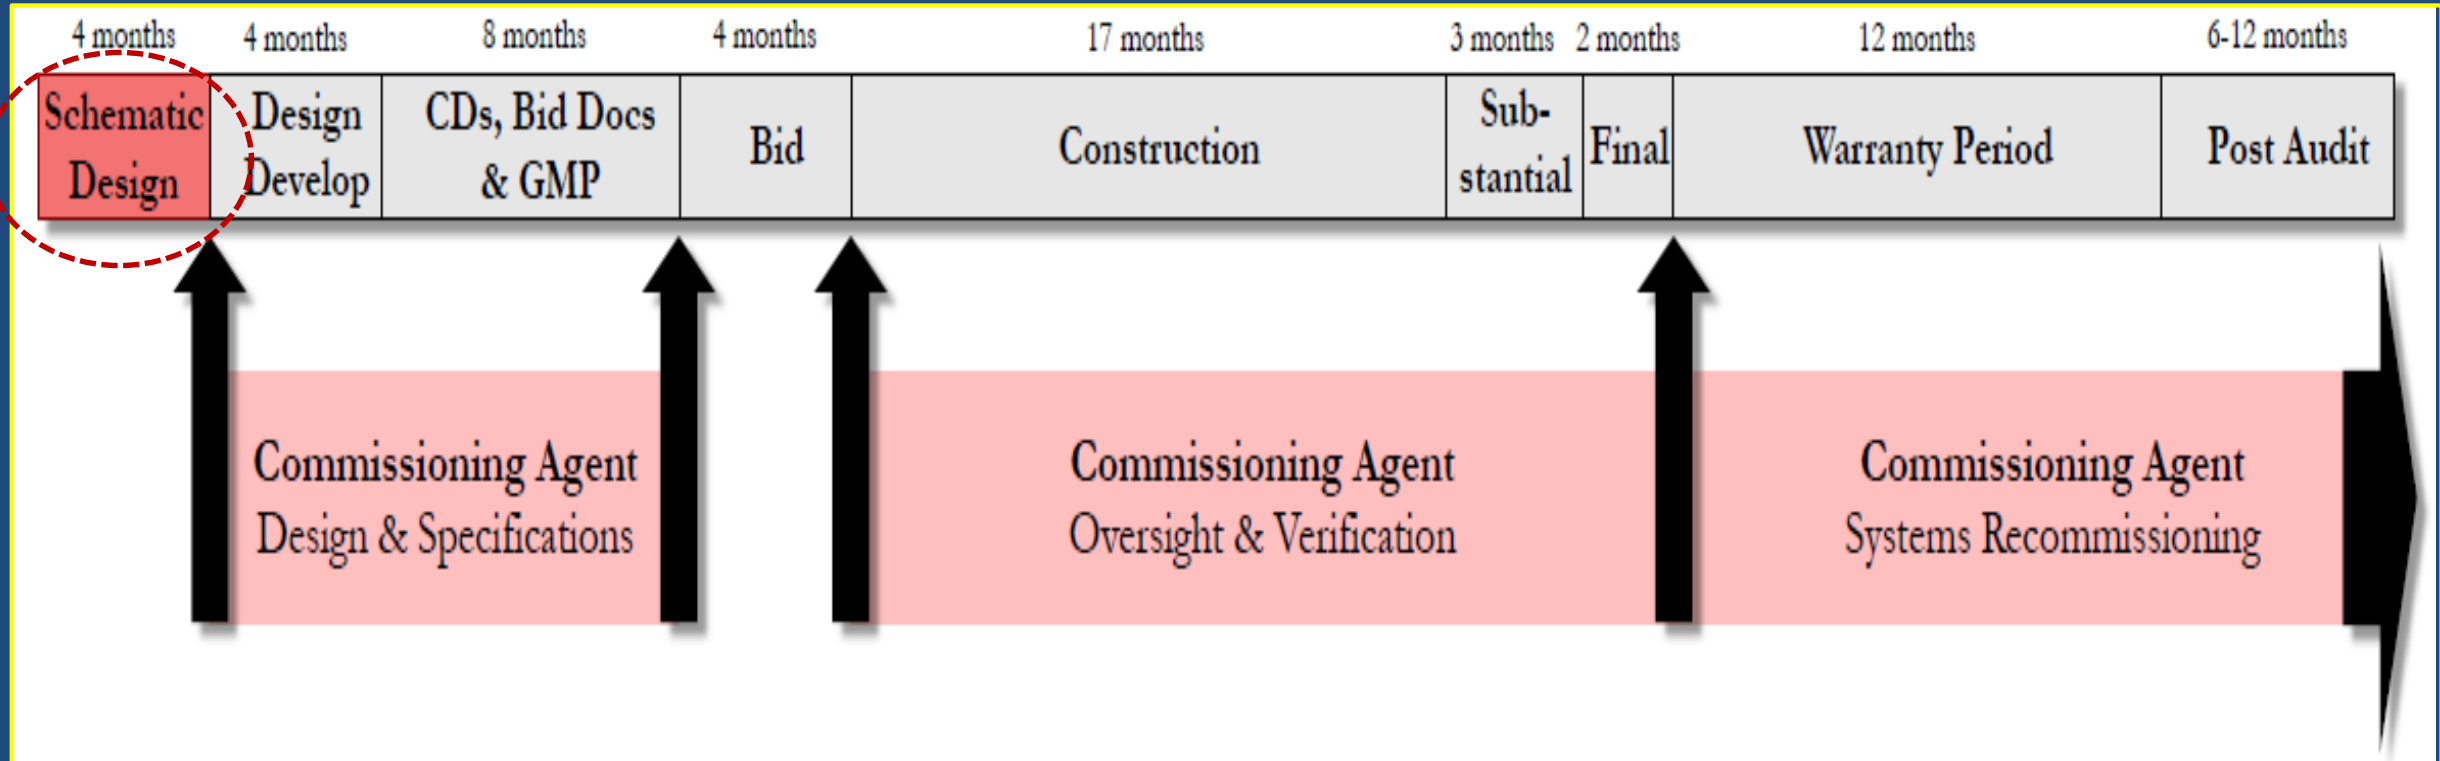 4 months 4 months 8 months 4 months 17 months 3 months 2 months 12 months 6-12 months
Schematic
Design
Design
Develop
CDs, Bid Docs
& GMP
Bid
Construction
Sub-
stantial
Final
Warranty Period
Post Audit
Commissioning Agent
Design & Specifications
Commissioning Agent
Oversight & Verification
Commissioning Agent
Systems Recommissioning